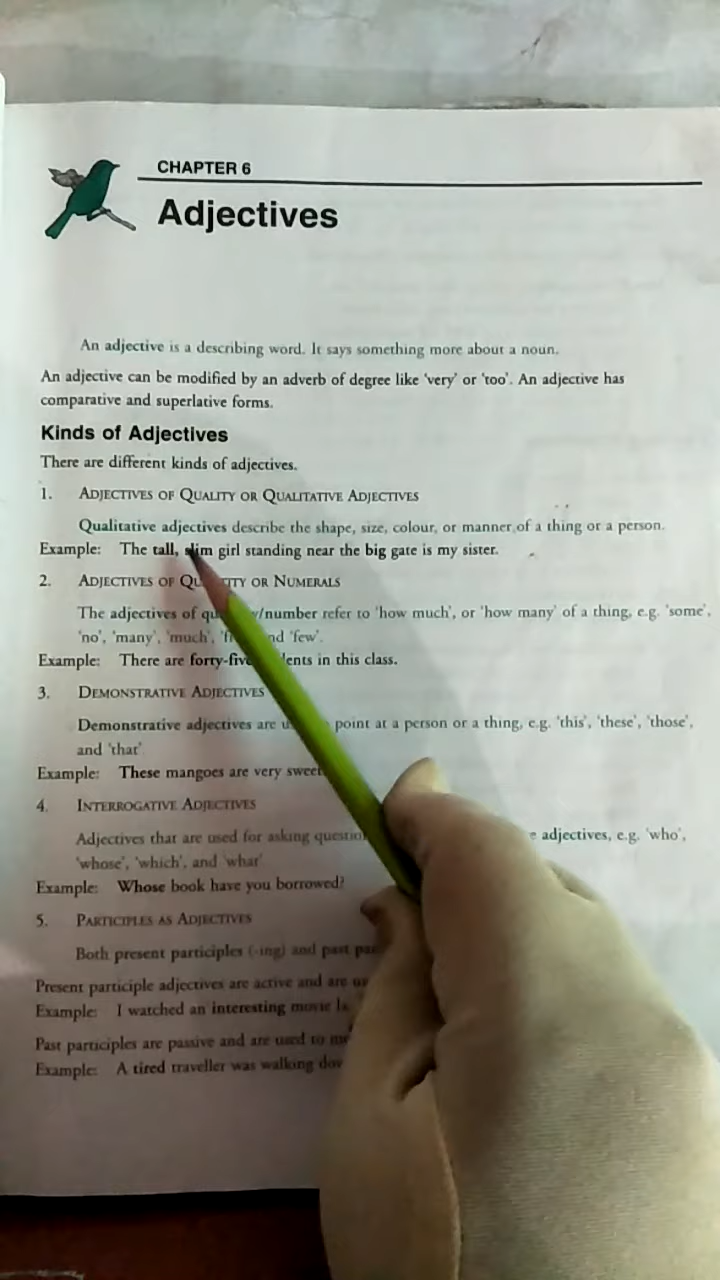 CHAPTER 6
Adjectives
An adjective is a describing word. It says something more about a noun.
An adjective can be modified by an adverb of degree like 'very' or 'too'. An adjective has
comparative and superlative forms.
Kinds of Adjectives
There are different kinds of adjectives.
1. ADJECTIVES OF QUALITY OR QUALITATIVE ADJECTIVES
Qualitative adjectives describe the shape, size, colour, or manner of a thing or a person.
Example: The tall, slim girl standing near the big gate is my sister.
2. ADJECTIVES OF OR NUMERALS
The adjectives of /number refer to 'how much', or 'how many' of a thing, e.g. 'some',
'no', 'many', 'much', 'few'.
Example: There are forty-five in this class.
3. DEMONSTRATIVE ADJECTIVES
Demonstrative adjectives are point at a person or a thing, e.g. 'this', 'these', 'those',
and 'that'
Example: These mangoes are very sweet
4. INTERROGATIVE ADJECTIVES
Adjectives that are used for asking adjectives, e.g. 'who',
'whose', 'which', and 'what'
Example: Whose book have you borrowed?
5. PARTICIPLES AS ADJECTIVES
Both present participles (-ing) and past
Present participle adjectives are active and are
Example: I watched an interesting movie
Past participles are passive and are used to
Example: A tired traveller was walking